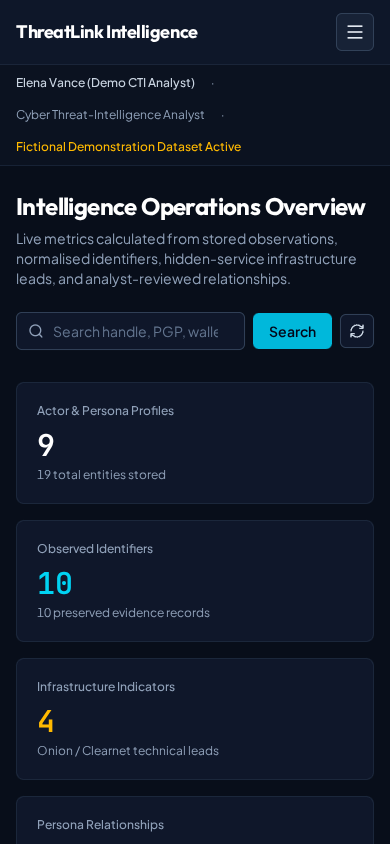 ThreatLink Intelligence
Elena Vance (Demo CTI Analyst) ·
Cyber Threat-Intelligence Analyst ·
Fictional Demonstration Dataset Active
Intelligence Operations Overview
Live metrics calculated from stored observations,
normalised identifiers, hidden-service infrastructure
leads, and analyst-reviewed relationships.
Search handle, PGP, walle
Search
Actor & Persona Profiles
9
19 total entities stored
Observed Identifiers
10
10 preserved evidence records
Infrastructure Indicators
4
Onion / Clearnet technical leads
Persona Relationships